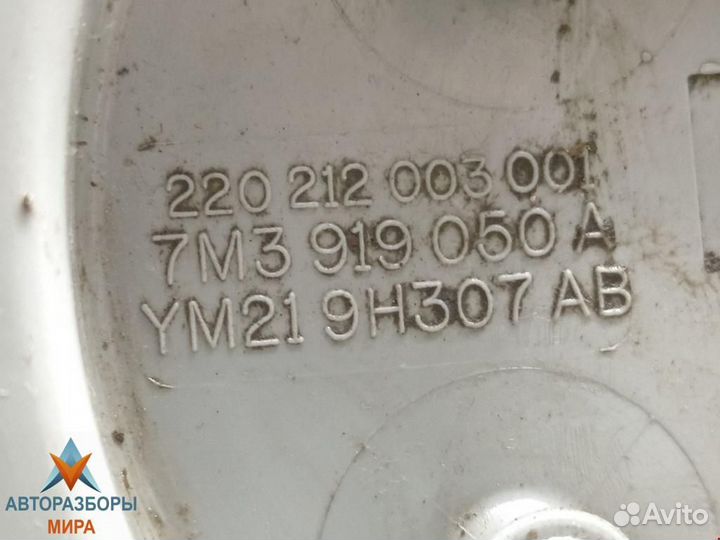 220 212 003 001
7M3 919 050 A
YM21 9H307 AB
АВТОРАЗБОРЫ
МИРА
Avito